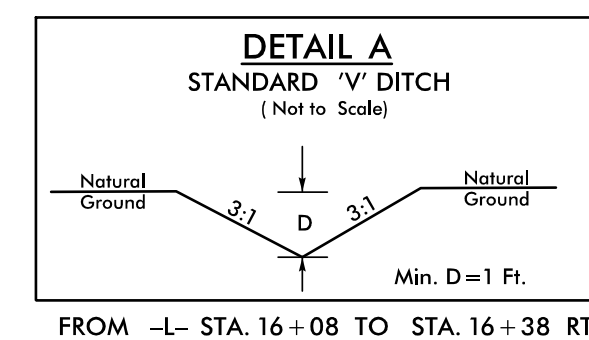 DETAIL A
STANDARD 'V' DITCH
( Not to Scale)
Natural
Ground
3:1
D
3:1
Natural
Ground
Min. D=1 Ft.
FROM -L- STA. 16+08 TO STA. 16+38 RT